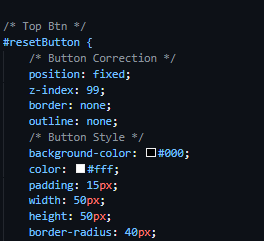 /* Top Btn */
#resetButton {
/* Button Correction */
position: fixed;
z-index: 99;
border: none;
outline: none;
/* Button Style */
background-color: #000;
color: #fff;
padding: 15px;
width: 50px;
height: 50px;
border-radius: 40px;